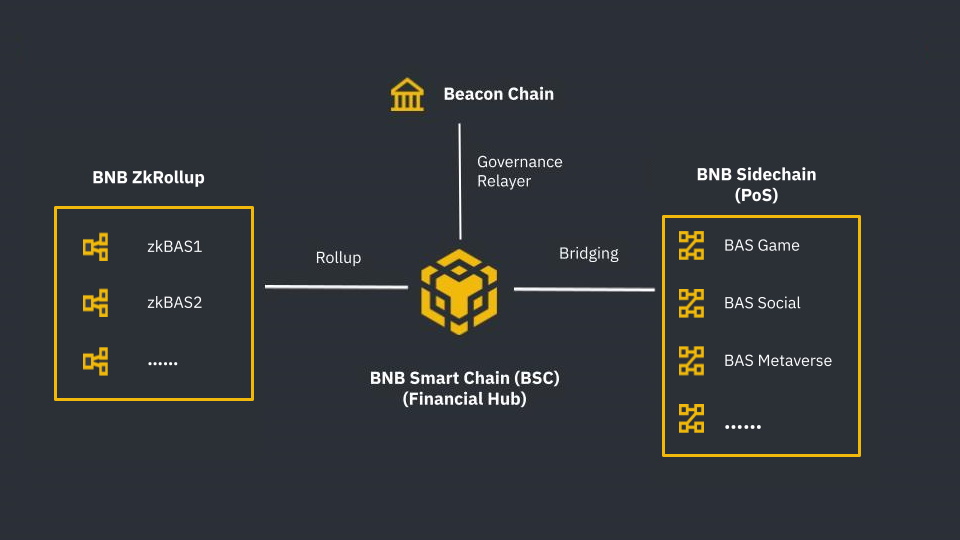 Beacon Chain
Governance
Relayer
BNB ZkRollup
zkBAS1
zkBAS2
......
Rollup
Bridging
BNB Smart Chain (BSC)
(Financial Hub)
BNB Sidechain
(PoS)
BAS Game
BAS Social
BAS Metaverse
......